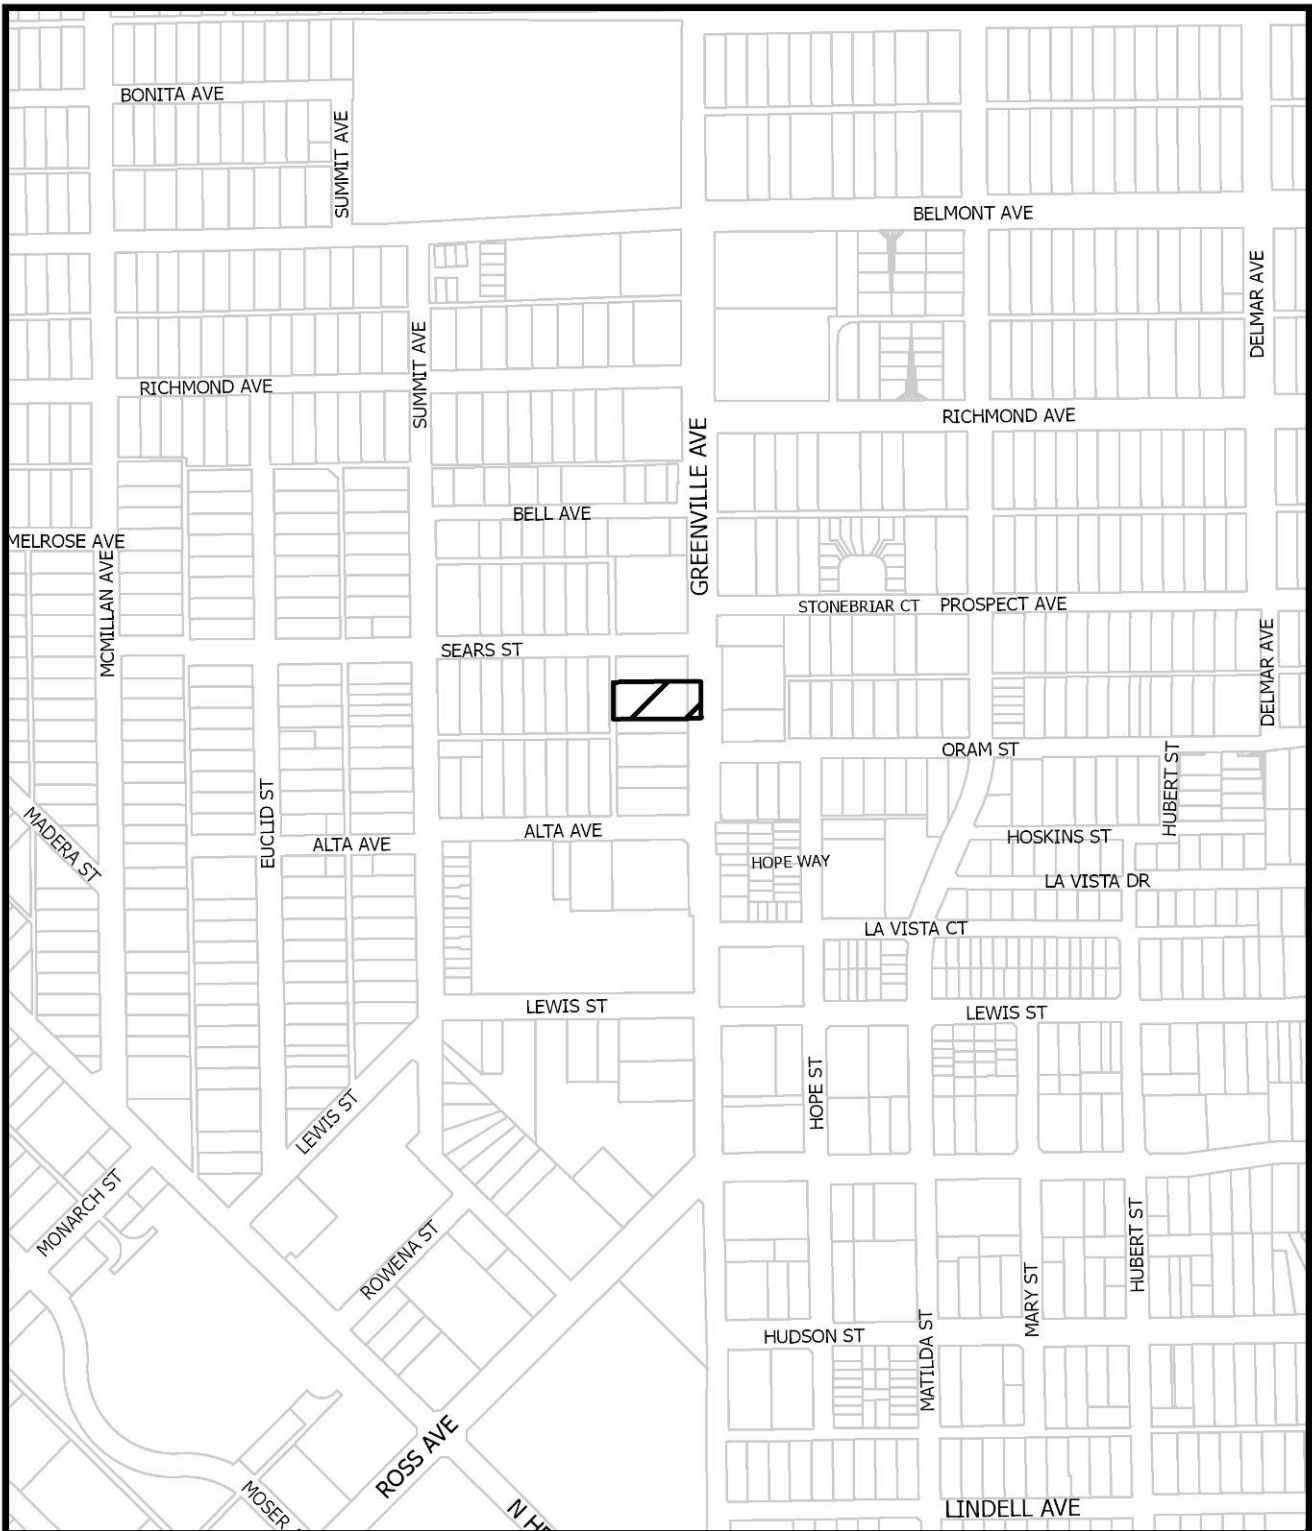 BONITA AVE
SUMMIT AVE
BELMONT AVE
DELMAR AVE
SUMMIT AVE
RICHMOND AVE
RICHMOND AVE
GREENVILLE AVE
BELL AVE
MELROSE AVE
MCMILLAN AVE
STONEBRIAR CT
PROSPECT AVE
SEARS ST
DELMAR AVE
ORAM ST
HUBERT ST
EUCLID ST
MADERA ST
ALTA AVE
ALTA AVE
HOSKINS ST
HOPE WAY
LA VISTA DR
LA VISTA CT
LEWIS ST
LEWIS ST
HOPE ST
LEWIS ST
MONARCH ST
ROWENA ST
HUBERT ST
MARY ST
HUDSON ST
MATILDA ST
ROSS AVE
MOSER
LINDELL AVE